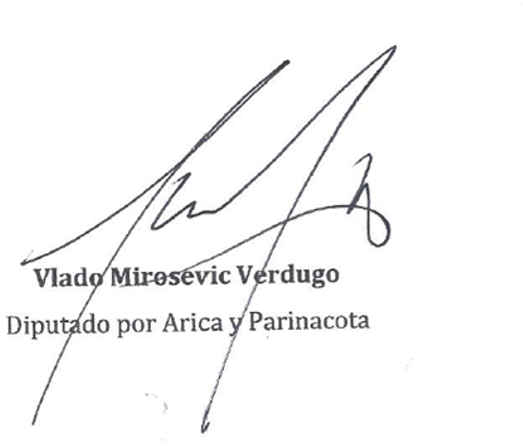 Vlado Mirosevic Verdugo
Diputado por Arica y Parinacota